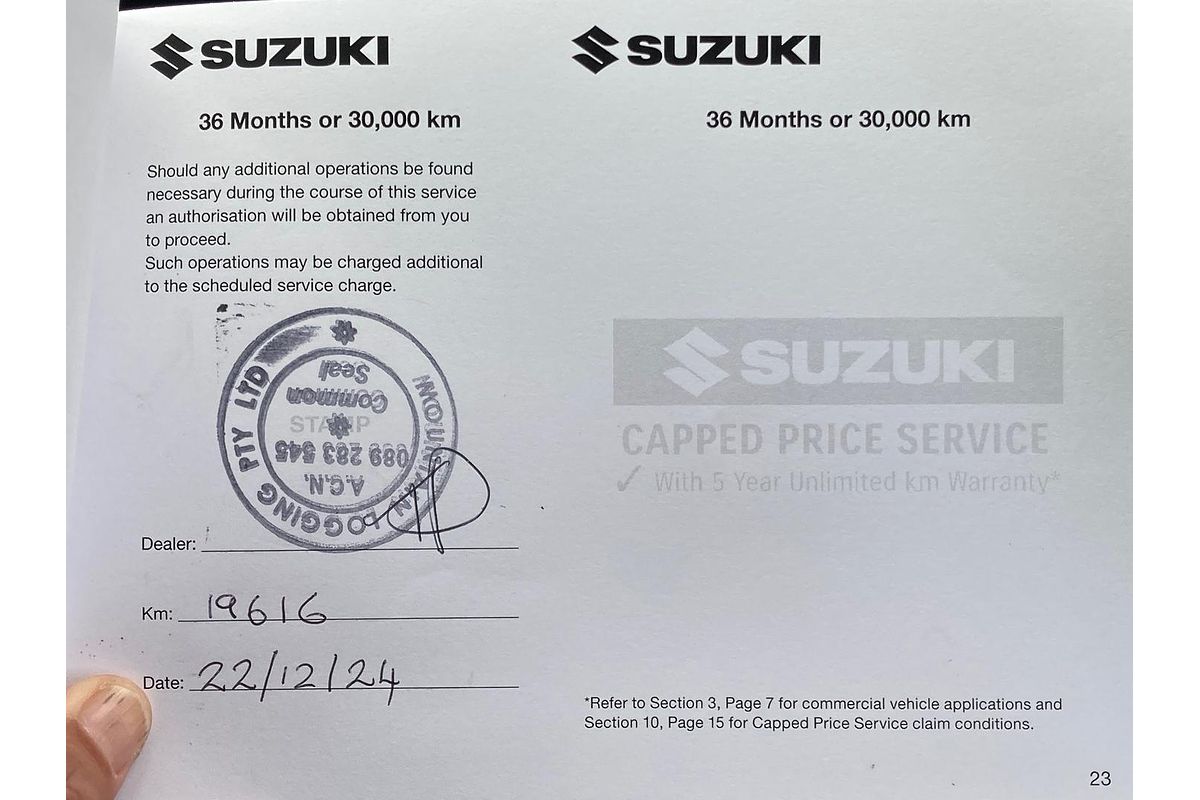 SUZUKI
36 Months or 30,000 km
Should any additional operations be found
necessary during the course of this service
an authorisation will be obtained from you
to proceed.
Such operations may be charged additional
to the scheduled service charge.
LOGGING PTY LTD
Common
Seal
A.C.N.
089 283 545
STAMP
Dealer:
Km: 19616
Date: 22/12/24
SUZUKI
36 Months or 30,000 km
SUZUKI
CAPPED PRICE SERVICE
✓ With 5 Year Unlimited km Warranty*
*Refer to Section 3, Page 7 for commercial vehicle applications and
Section 10, Page 15 for Capped Price Service claim conditions.
23